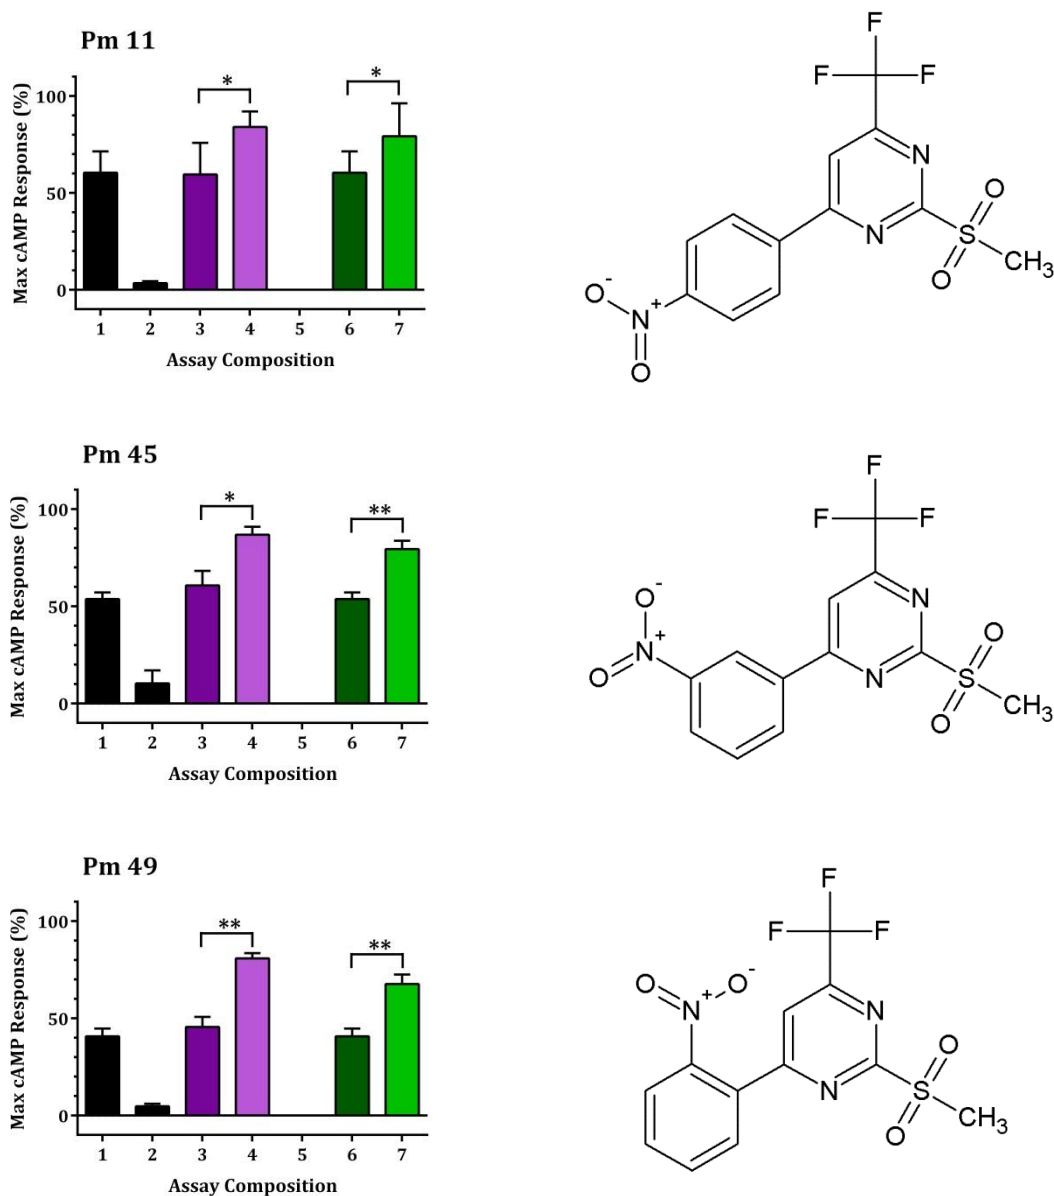 Pm 11
Max cAMP Response (%)
100
50
0
*
*
1 2 3 4 5 6 7
Assay Composition
F
F F
N
N
O
S
O
CH3
O-
N+
O
Pm 45
Max cAMP Response (%)
100
50
0
*
**
1 2 3 4 5 6 7
Assay Composition
F
F F
O-
N+
O
N
N
O
S
O
CH3
Pm 49
Max cAMP Response (%)
100
50
0
**
**
1 2 3 4 5 6 7
Assay Composition
F
F F
O N+ O-
N
N
O
S
O
CH3